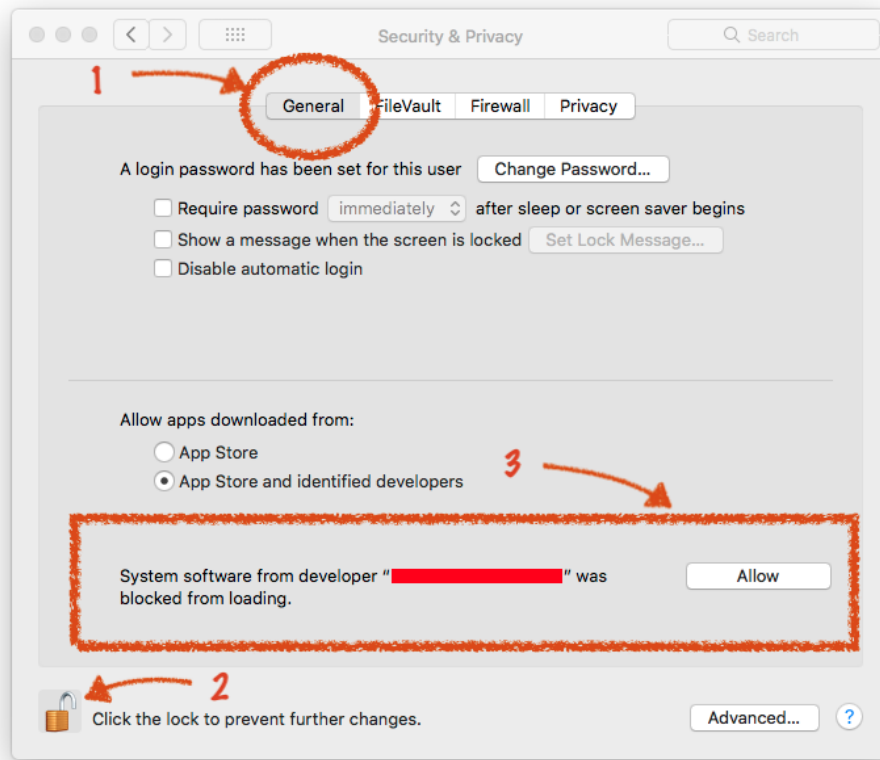 Security & Privacy
Search
1
General FileVault Firewall Privacy
A login password has been set for this user Change Password...
Require password immediately after sleep or screen saver begins
Show a message when the screen is locked Set Lock Message...
Disable automatic login
Allow apps downloaded from:
App Store
3
App Store and identified developers
System software from developer "" was Allow
blocked from loading.
2
Click the lock to prevent further changes. Advanced... ?